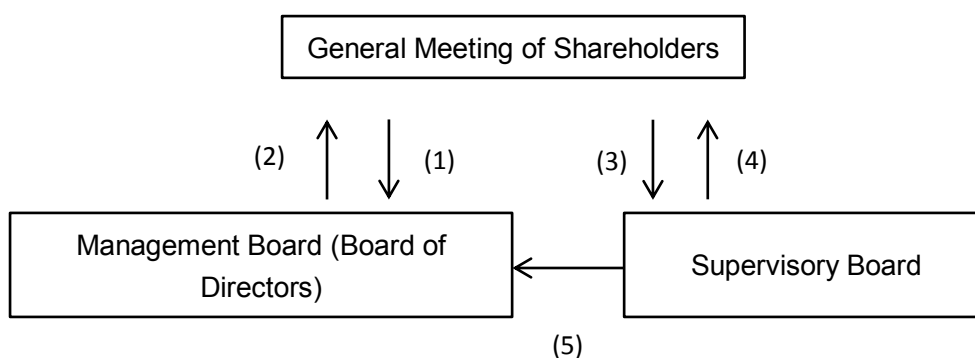 General Meeting of Shareholders
(2)
(1)
(3)
(4)
Management Board (Board of
Directors)
Supervisory Board
(5)